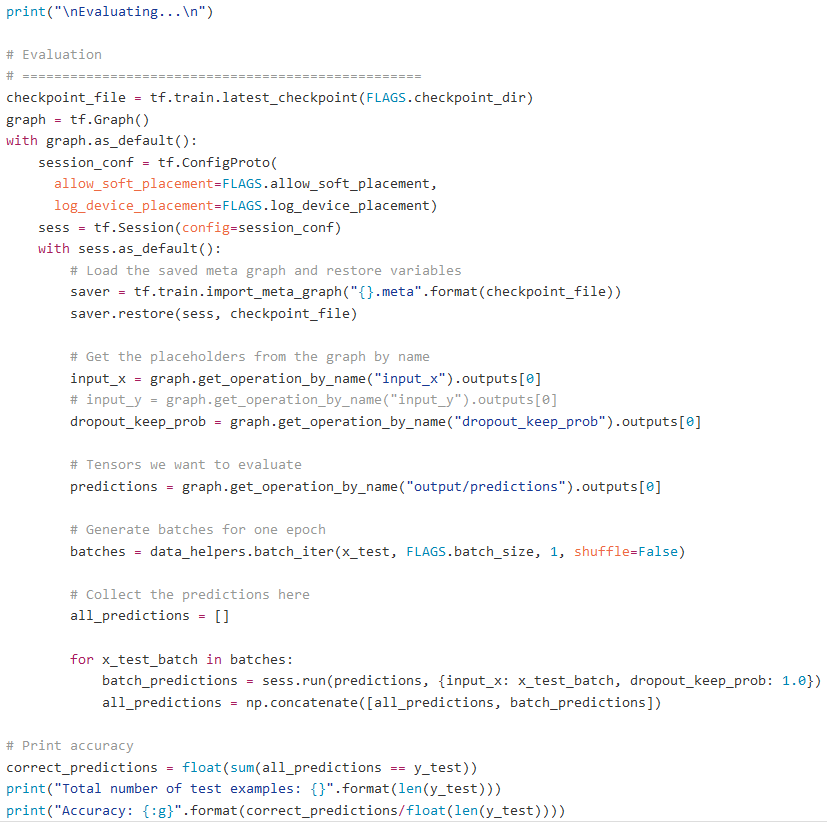 print("\nEvaluating...\n")

# Evaluation
# ==================================================
checkpoint_file = tf.train.latest_checkpoint(FLAGS.checkpoint_dir)
graph = tf.Graph()
with graph.as_default():
    session_conf = tf.ConfigProto(
      allow_soft_placement=FLAGS.allow_soft_placement,
      log_device_placement=FLAGS.log_device_placement)
    sess = tf.Session(config=session_conf)
    with sess.as_default():
        # Load the saved meta graph and restore variables
        saver = tf.train.import_meta_graph("{}.meta".format(checkpoint_file))
        saver.restore(sess, checkpoint_file)

        # Get the placeholders from the graph by name
        input_x = graph.get_operation_by_name("input_x").outputs[0]
        # input_y = graph.get_operation_by_name("input_y").outputs[0]
        dropout_keep_prob = graph.get_operation_by_name("dropout_keep_prob").outputs[0]

        # Tensors we want to evaluate
        predictions = graph.get_operation_by_name("output/predictions").outputs[0]

        # Generate batches for one epoch
        batches = data_helpers.batch_iter(x_test, FLAGS.batch_size, 1, shuffle=False)

        # Collect the predictions here
        all_predictions = []

        for x_test_batch in batches:
            batch_predictions = sess.run(predictions, {input_x: x_test_batch, dropout_keep_prob: 1.0})
            all_predictions = np.concatenate([all_predictions, batch_predictions])

# Print accuracy
correct_predictions = float(sum(all_predictions == y_test))
print("Total number of test examples: {}".format(len(y_test)))
print("Accuracy: {:g}".format(correct_predictions/float(len(y_test))))